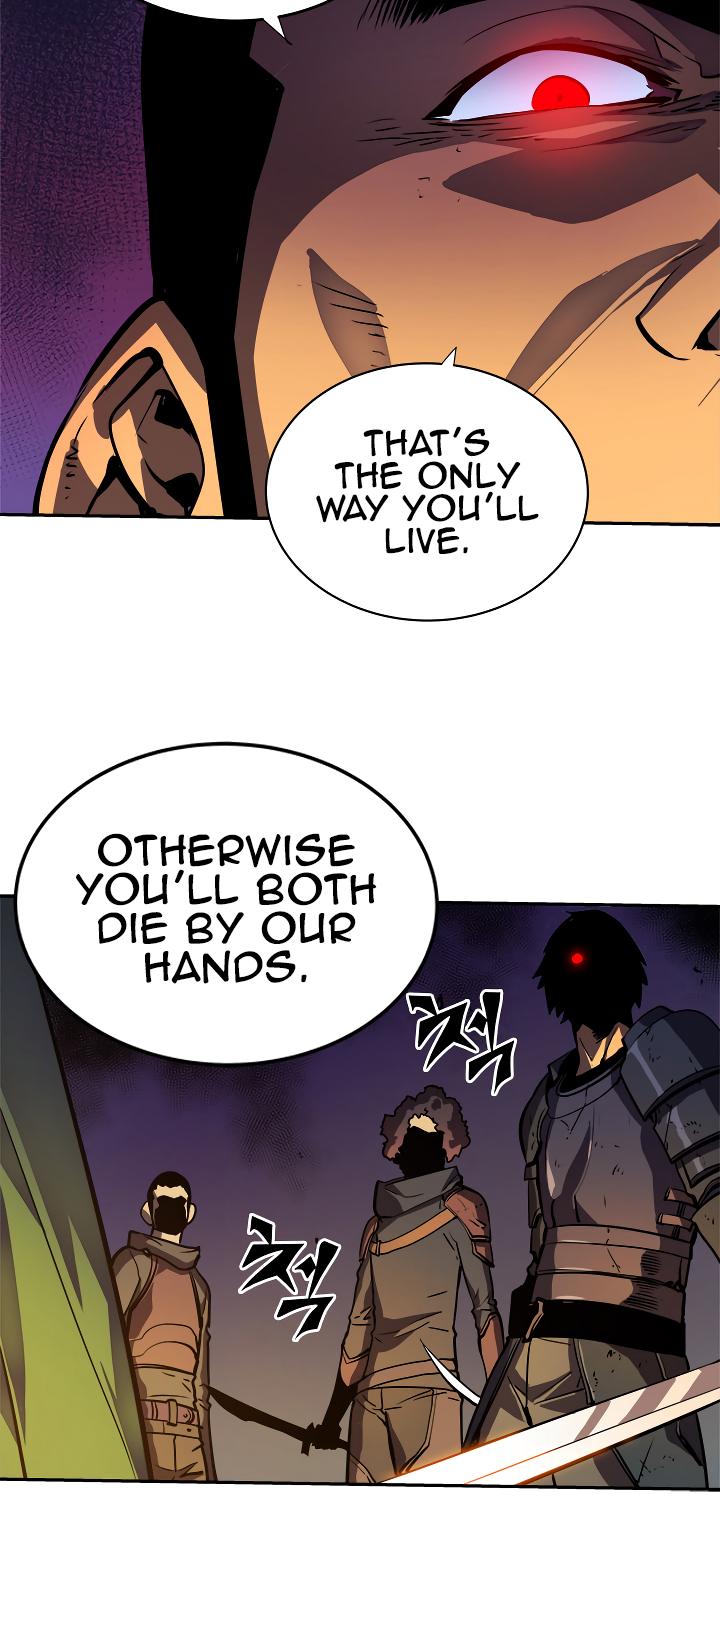 THAT'S
THE ONLY
WAY YOU'LL
LIVE.
OTHERWISE
YOU'LL BOTH
DIE BY OUR
HANDS.
척
척